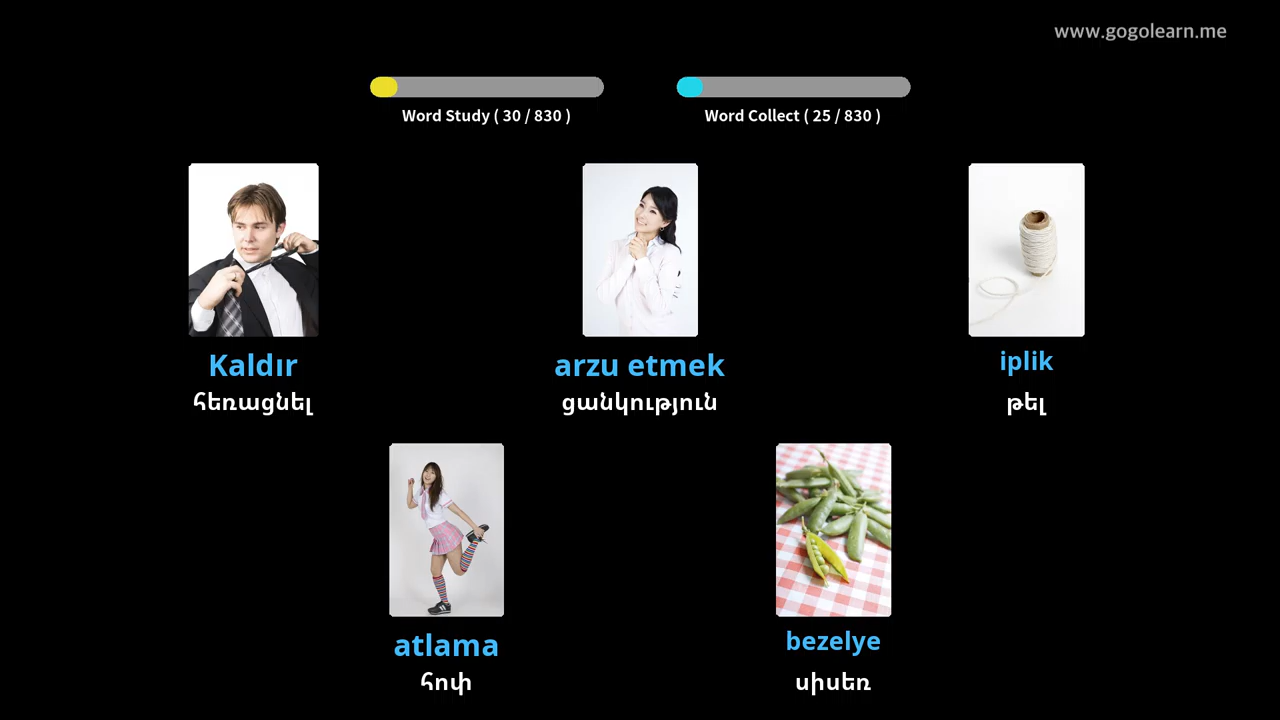 www.gogolearn.me
Word Study ( 30 / 830 )
Word Collect ( 25 / 830 )
Kaldır
հեռացնել
arzu etmek
ցանկություն
iplik
թել
atlama
հոփ
bezelye
սիսեռ